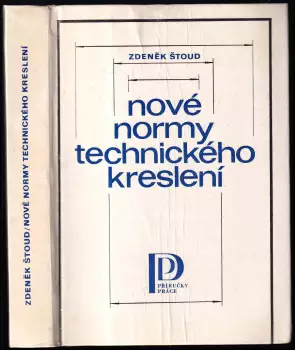 ZDENĚK ŠTOUD / NOVÉ NORMY TECHNICKÉHO KRESLENÍ
ZDENĚK ŠTOUD
nové
normy
technického
kreslení
PŘÍRUČKY
PRÁCE